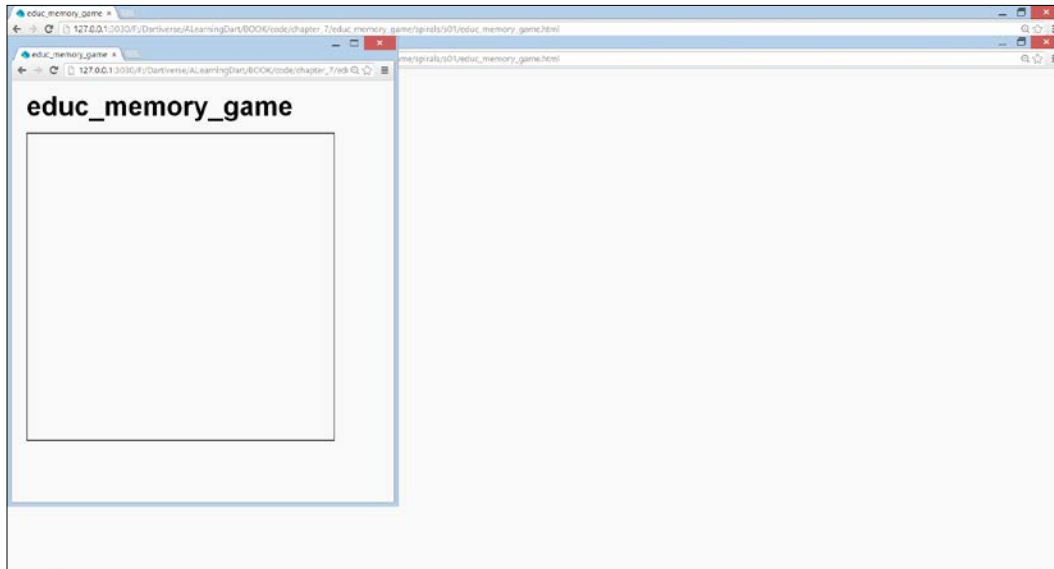 educ_memory_game
127.0.0.1:3030/F:/Dartiverse/ALearningDart/BOOK/code/chapter_7/educ_memory_game/spirals/s01/educ_memory_game.html
educ_memory_game
me/spirals/s01/educ_memory_game.html
127.0.0.1:3030/F:/Dartiverse/ALearningDart/BOOK/code/chapter_7/edu
educ_memory_game